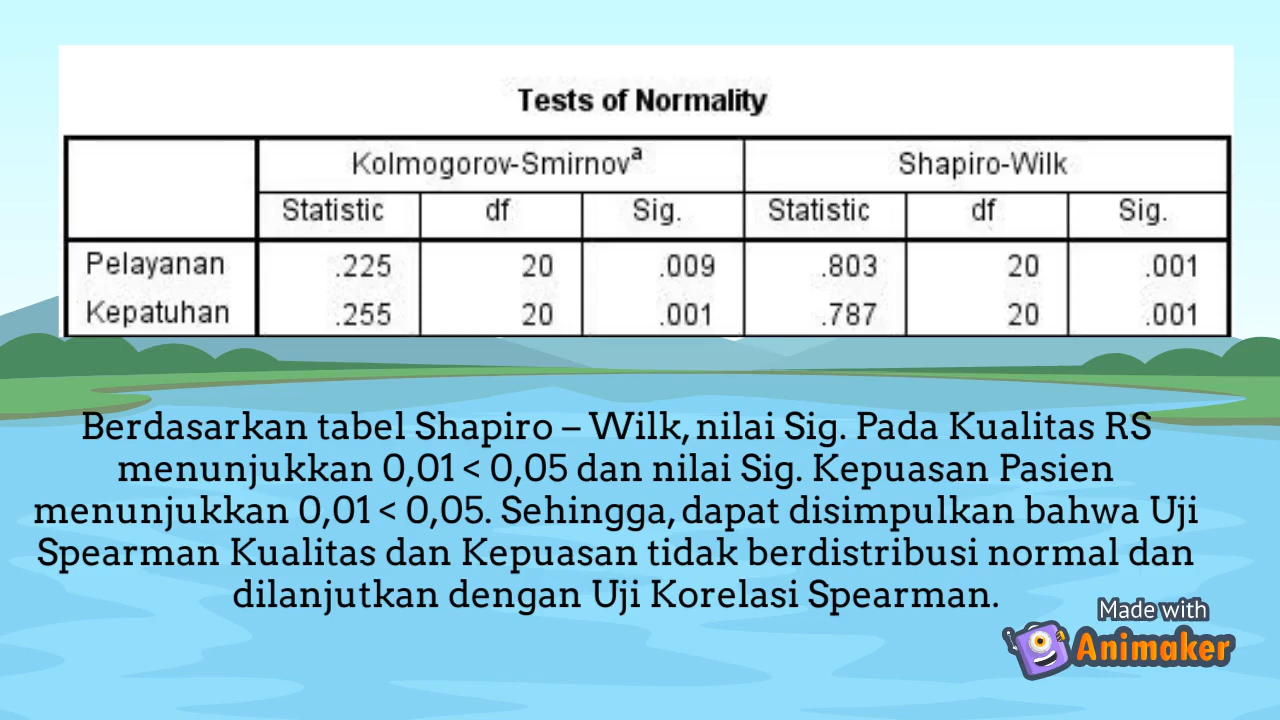 Tests of Normality
Kolmogorov-Smirnovᵃ Shapiro-Wilk
Statistic df Sig. Statistic df Sig.
Pelayanan .225 20 .009 .803 20 .001
Kepatuhan .255 20 .001 .787 20 .001
Berdasarkan tabel Shapiro – Wilk, nilai Sig. Pada Kualitas RS
menunjukkan 0,01 < 0,05 dan nilai Sig. Kepuasan Pasien
menunjukkan 0,01 < 0,05. Sehingga, dapat disimpulkan bahwa Uji
Spearman Kualitas dan Kepuasan tidak berdistribusi normal dan
dilanjutkan dengan Uji Korelasi Spearman.
Made with
Animaker